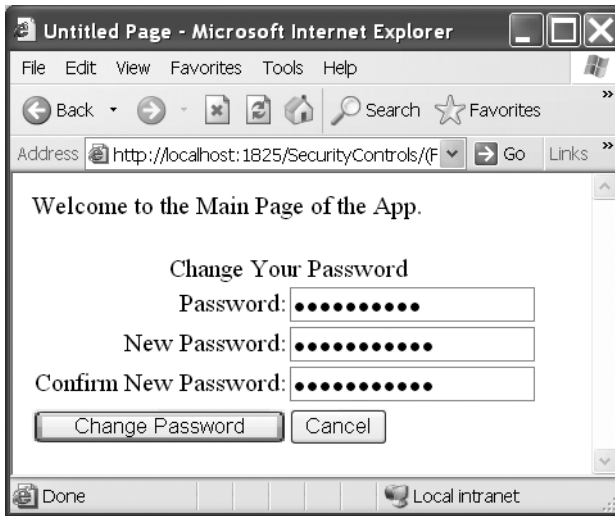 Untitled Page - Microsoft Internet Explorer
File Edit View Favorites Tools Help
Back Search Favorites »
Address http://localhost:1825/SecurityControls/(F Go Links »
Welcome to the Main Page of the App.
Change Your Password
Password: ●●●●●●●●●●
New Password: ●●●●●●●●●●●
Confirm New Password: ●●●●●●●●●●●
Change Password Cancel
Done Local intranet